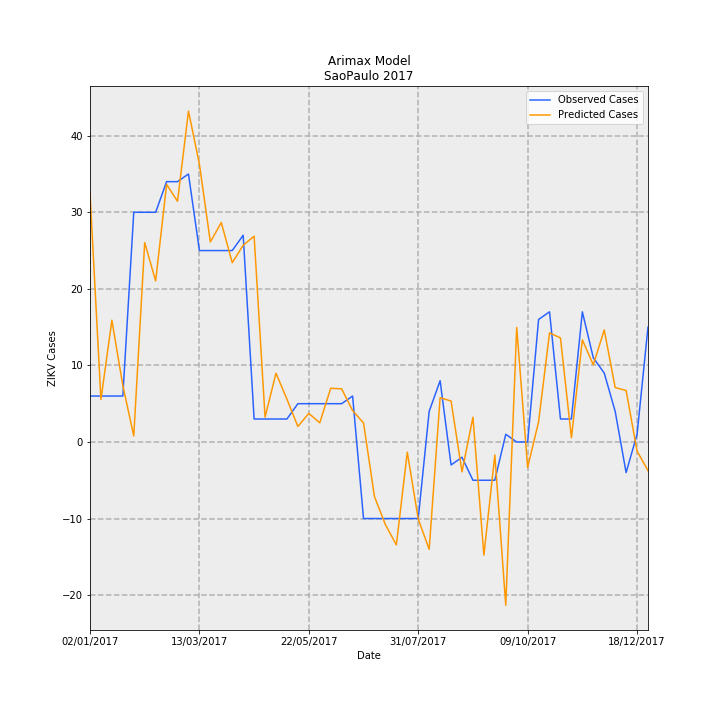 Arimax Model
SaoPaulo 2017
Observed Cases
Predicted Cases
ZIKV Cases
40
30
20
10
0
−10
−20
02/01/2017
13/03/2017
22/05/2017
31/07/2017
09/10/2017
18/12/2017
Date